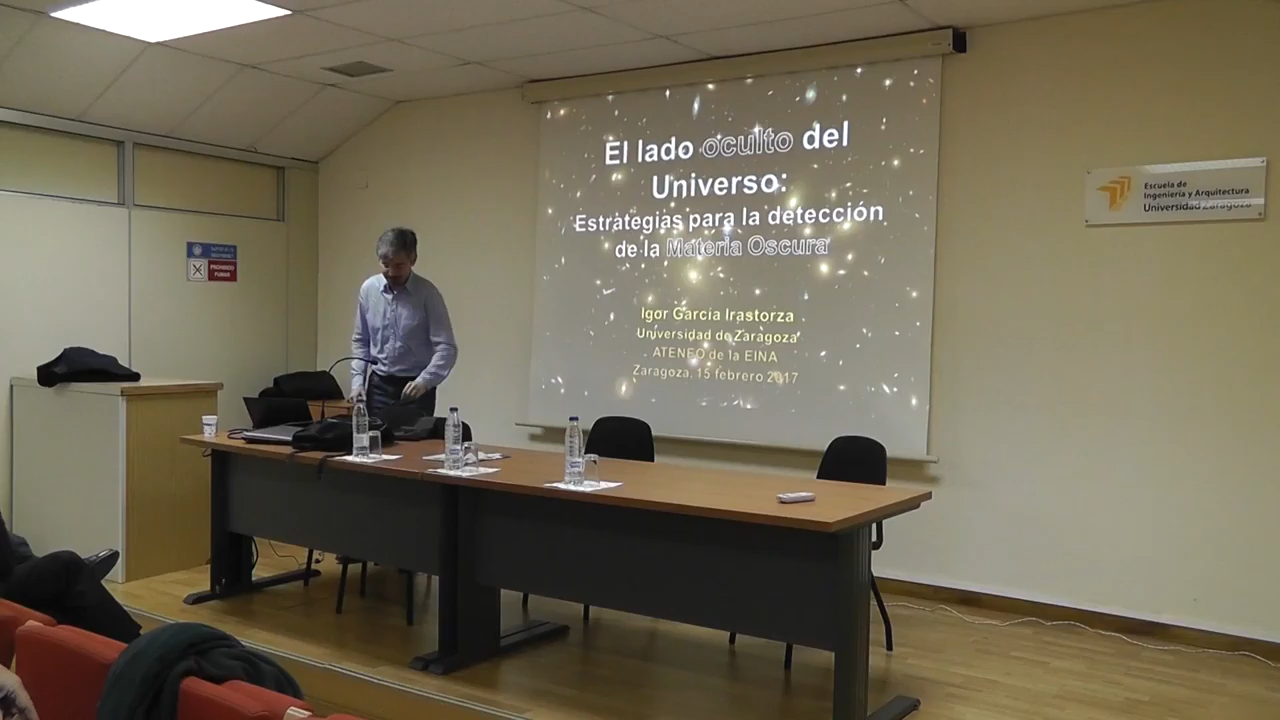 El lado oculto del
Universo:
Estrategias para la detección
de la Materia Oscura
Igor García Irastorza
Universidad de Zaragoza
ATENEO de la EINA
Zaragoza, 15 febrero 2017
Escuela de
Ingeniería y Arquitectura
Universidad Zaragoza
PROHIBIDO
FUMAR